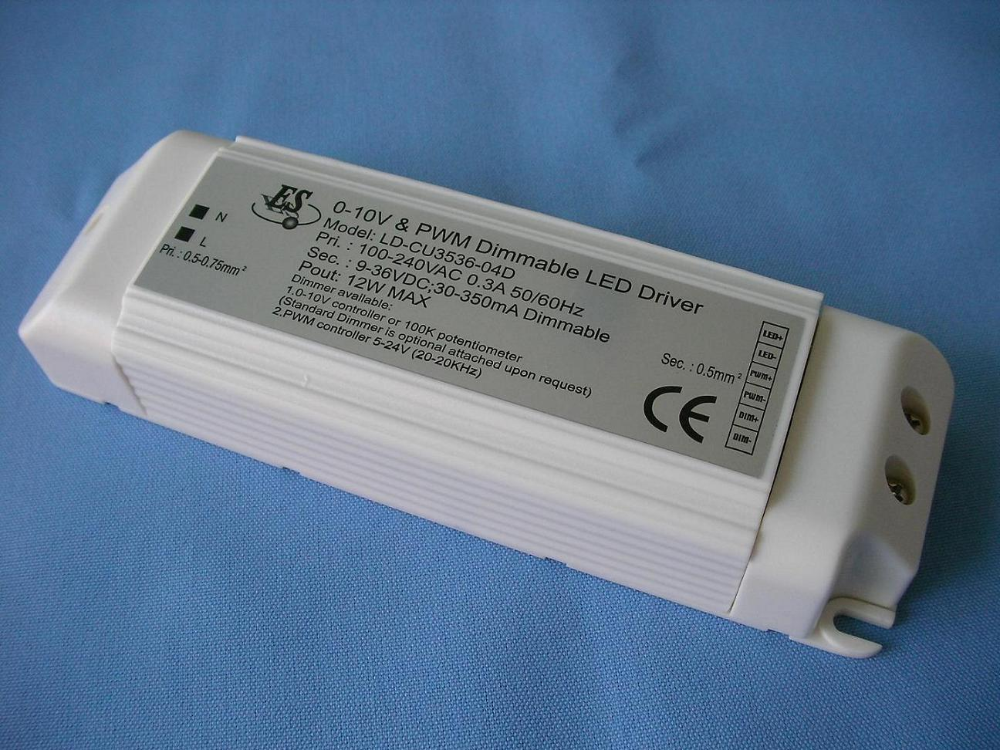 ES
0-10V & PWM Dimmable LED Driver
Model: LD-CU3536-04D
Pri. : 100-240VAC 0.3A 50/60Hz
Sec. : 9-36VDC;30-350mA Dimmable
Pout: 12W MAX
Dimmer available:
1.0-10V controller or 100K potentiometer
(Standard Dimmer is optional attached upon request)
2.PWM controller 5-24V (20-20KHz)
N
L
Pri. : 0.5-0.75mm²
Sec. : 0.5mm²
CE
LED+
LED-
PWM+
PWM-
DIM+
DIM-